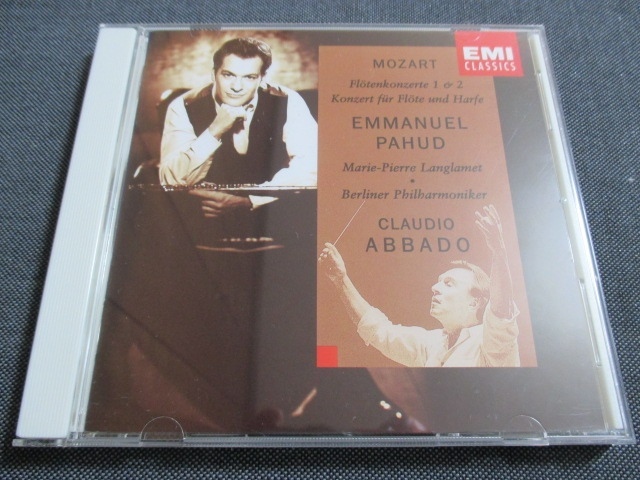 MOZART
EMI
CLASSICS
Flötenkonzerte 1 & 2
Konzert für Flöte und Harfe
EMMANUEL
PAHUD
Marie-Pierre Langlamet
•
Berliner Philharmoniker
CLAUDIO
ABBADO